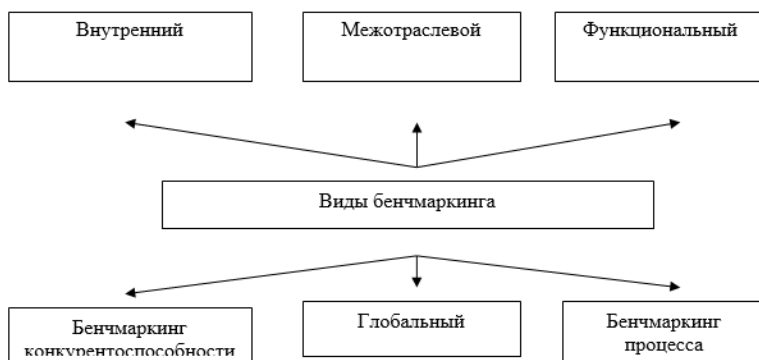 Внутренний
Межотраслевой
Функциональный
Виды бенчмаркинга
Бенчмаркинг
конкурентоспособности
Глобальный
Бенчмаркинг
процесса